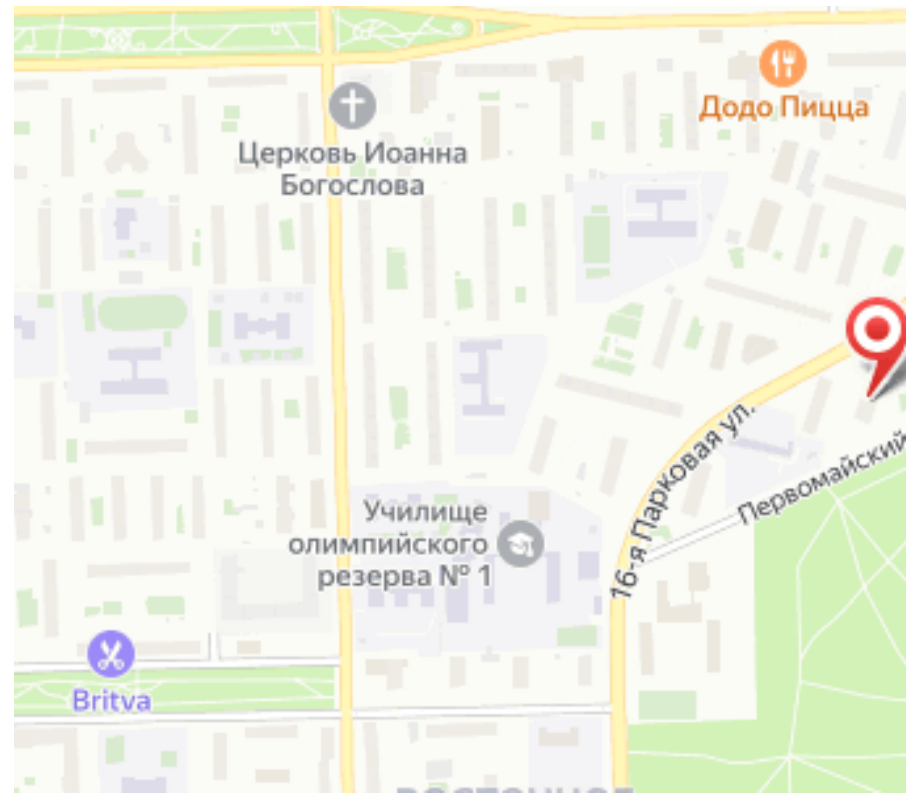 Додо Пицца
Церковь Иоанна
Богослова
16-я Парковая ул.
Первомайский
Училище
олимпийского
резерва № 1
Britva